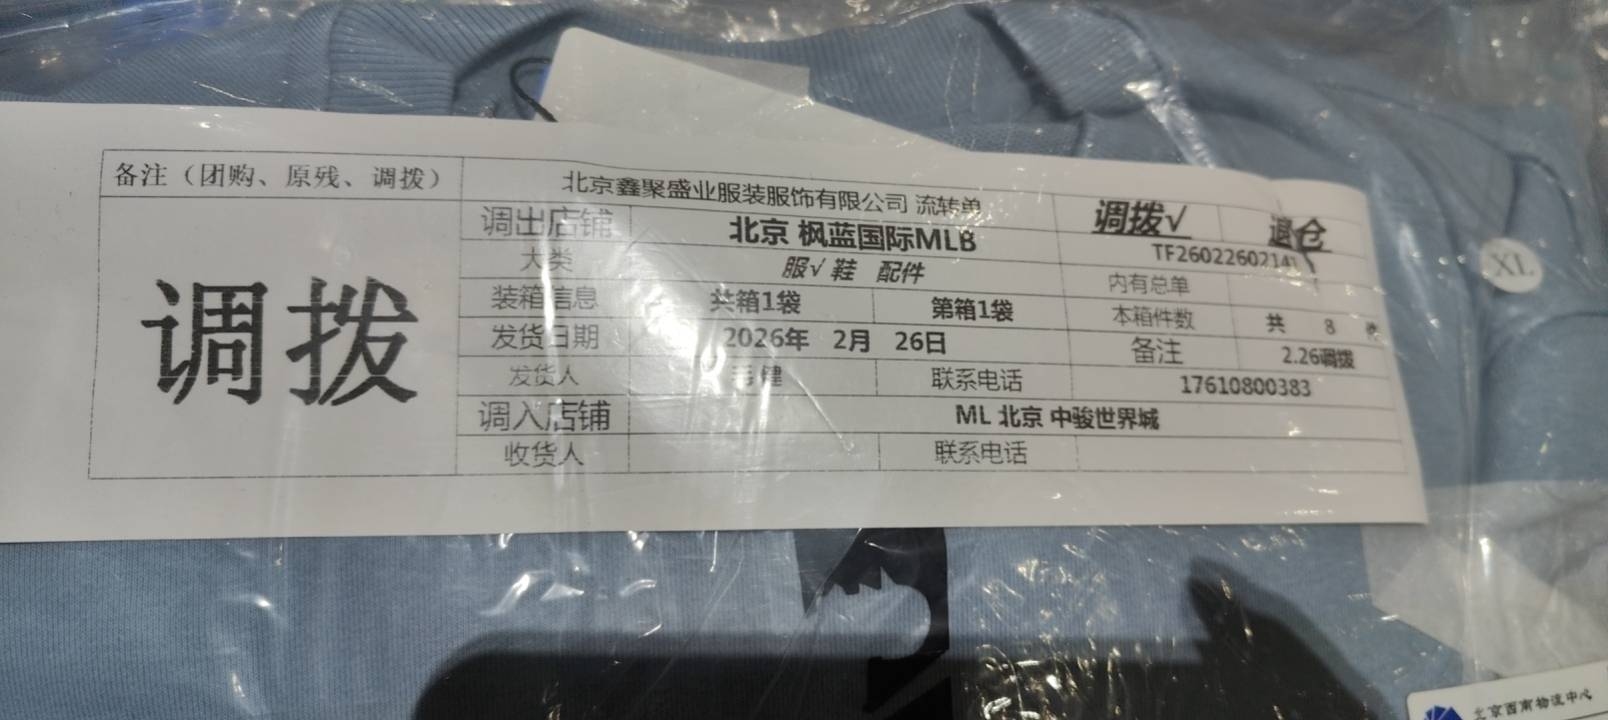 备注（团购、原残、调拨）
北京鑫聚盛业服装服饰有限公司 流转单
调拨√
退仓
调拨
调出店铺
北京 枫蓝国际MLB
TF2602260214
大类
服√ 鞋 配件
内有总单
装箱信息
共箱1袋
第箱1袋
本箱件数
共 8
发货日期
2026年 2月 26日
备注
2.26调拨
发货人
健
联系电话
17610800383
调入店铺
ML 北京 中骏世界城
收货人
联系电话
XL
北京西南物流中心